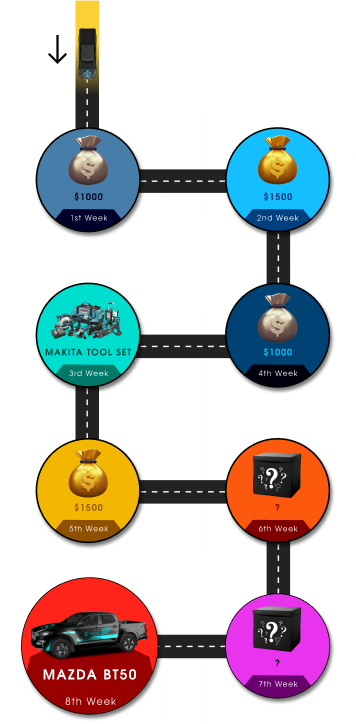 $1000
1st Week
$1500
2nd Week
MAKITA TOOL SET
3rd Week
$1000
4th Week
$1500
5th Week
???
?
6th Week
???
?
7th Week
MAZDA BT50
8th Week